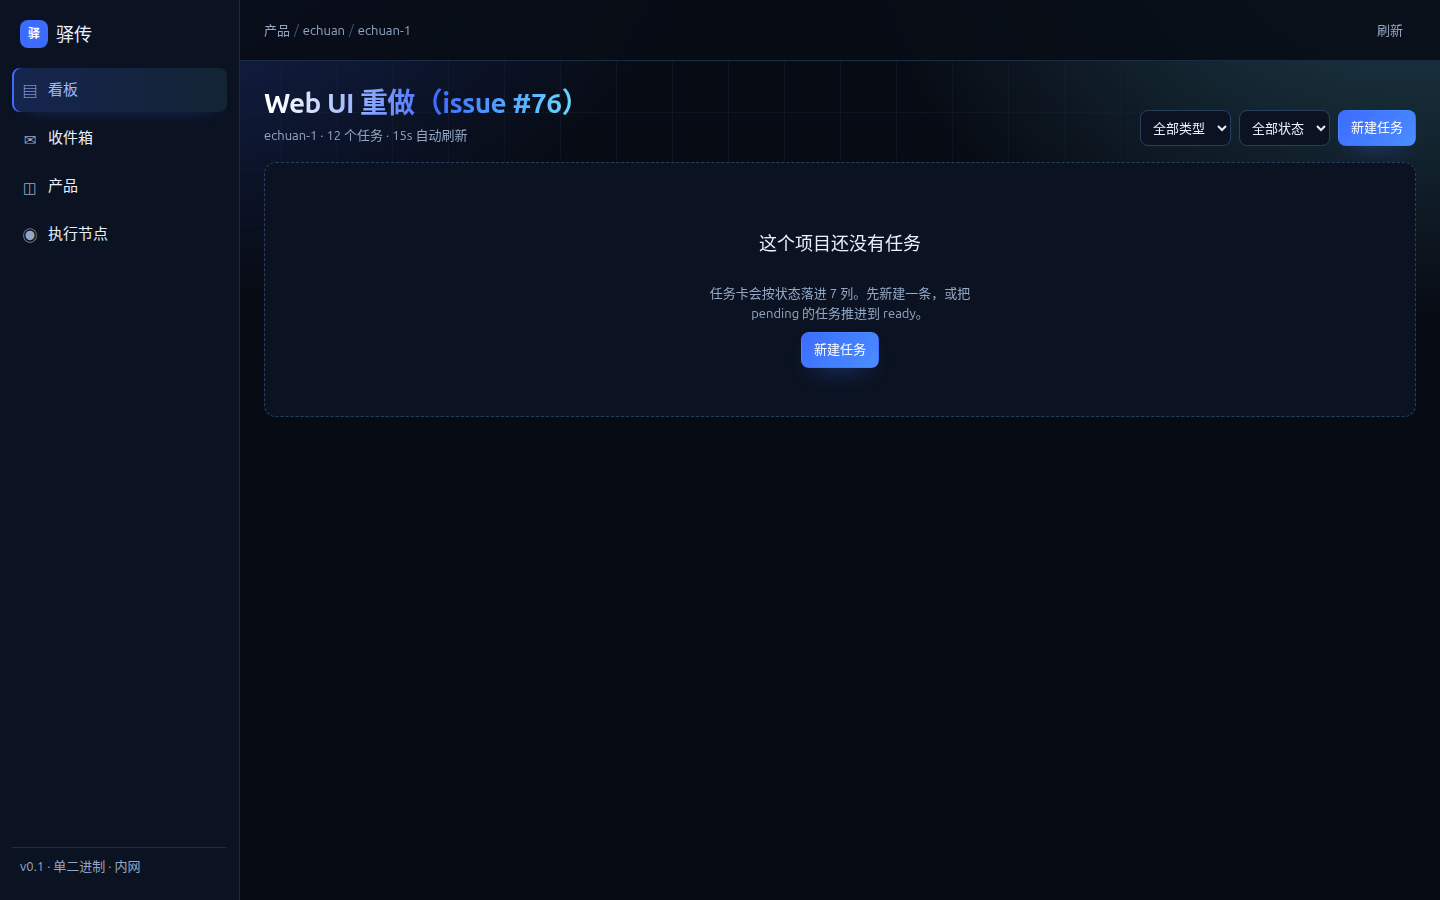 驿 驿传
看板
收件箱
产品
执行节点
v0.1 · 单二进制 · 内网
产品 / echuan / echuan-1
刷新
Web UI 重做（issue #76）
echuan-1 · 12 个任务 · 15s 自动刷新
全部类型
全部状态
新建任务
这个项目还没有任务
任务卡会按状态落进 7 列。先新建一条，或把
pending 的任务推进到 ready。
新建任务